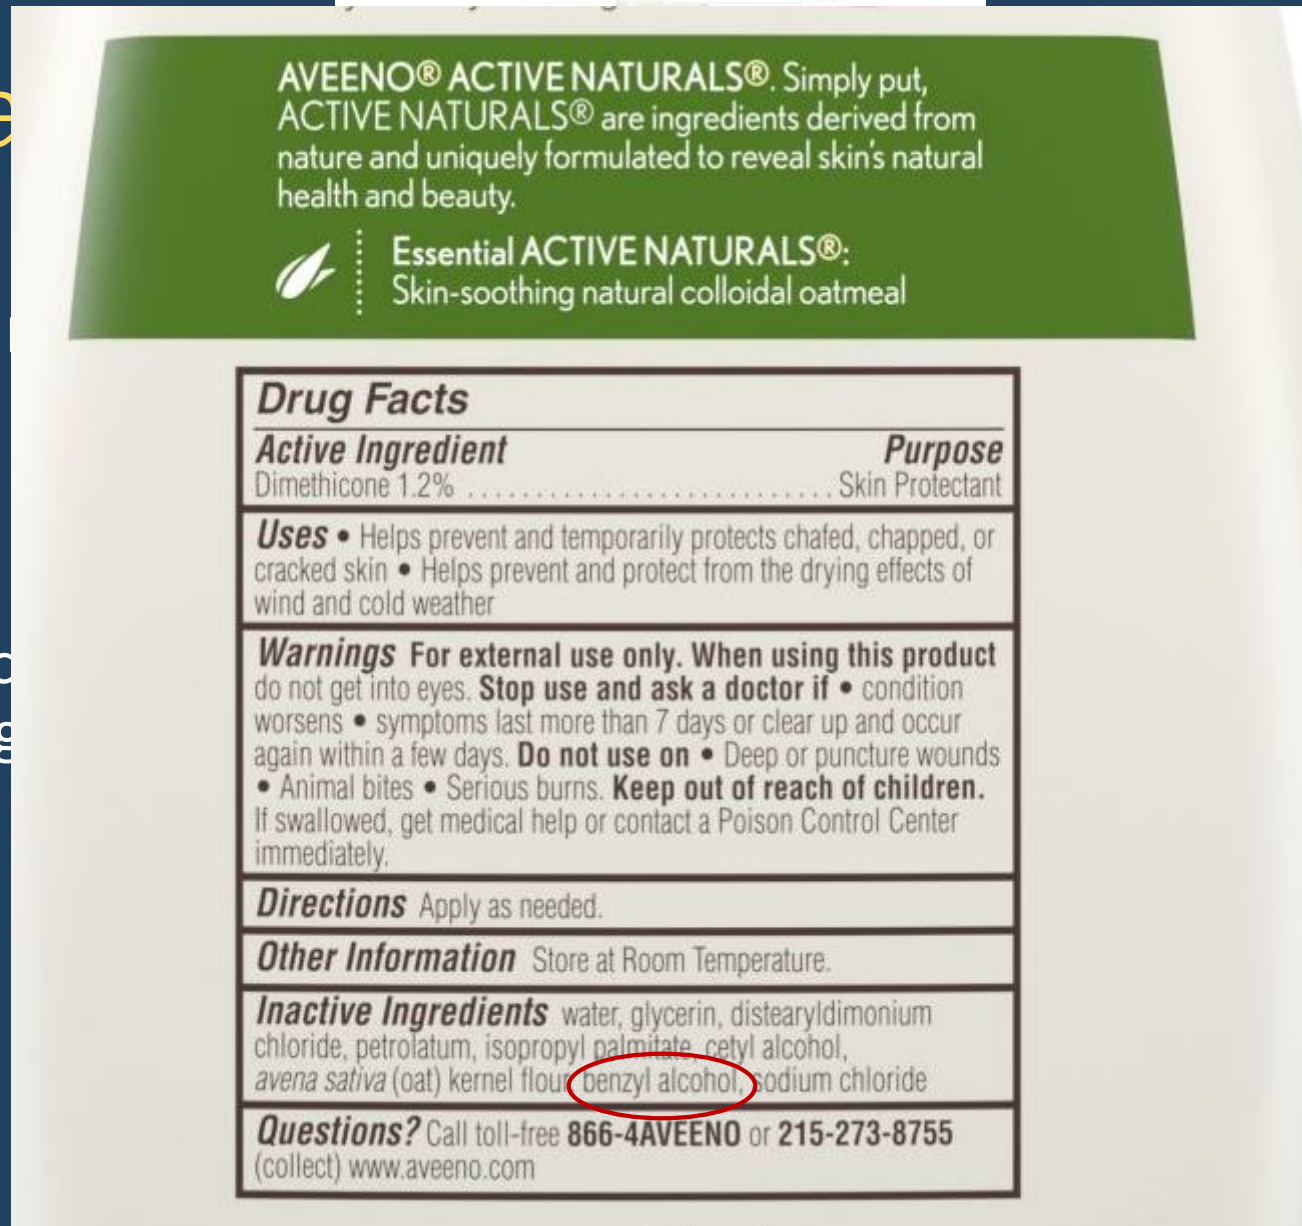 AVEENO® ACTIVE NATURALS®. Simply put,
ACTIVE NATURALS® are ingredients derived from
nature and uniquely formulated to reveal skin's natural
health and beauty.
Essential ACTIVE NATURALS®:
Skin-soothing natural colloidal oatmeal
Drug Facts
Active Ingredient Purpose
Dimethicone 1.2% ........................... Skin Protectant
Uses • Helps prevent and temporarily protects chafed, chapped, or
cracked skin • Helps prevent and protect from the drying effects of
wind and cold weather
Warnings For external use only. When using this product
do not get into eyes. Stop use and ask a doctor if • condition
worsens • symptoms last more than 7 days or clear up and occur
again within a few days. Do not use on • Deep or puncture wounds
• Animal bites • Serious burns. Keep out of reach of children.
If swallowed, get medical help or contact a Poison Control Center
immediately.
Directions Apply as needed.
Other Information Store at Room Temperature.
Inactive Ingredients water, glycerin, distearyldimonium
chloride, petrolatum, isopropyl palmitate, cetyl alcohol,
avena sativa (oat) kernel flour, benzyl alcohol, sodium chloride
Questions? Call toll-free 866-4AVEENO or 215-273-8755
(collect) www.aveeno.com